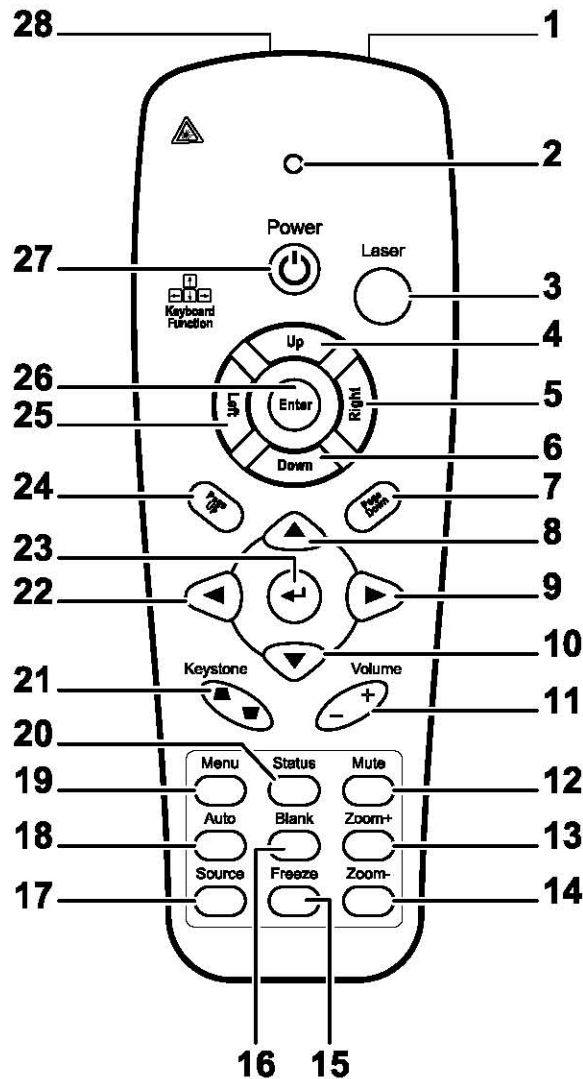 28
1
2
Power
27
Laser
3
Keyboard
Function
4
Up
26
Enter
Left
Right
25
5
Down
6
24
Page
Up
Page
Down
7
23
8
22
9
10
Keystone
Volume
21
+
-
11
20
Menu
Status
Mute
19
12
Auto
Blank
Zoom+
18
13
Source
Freeze
Zoom-
17
14
16
15